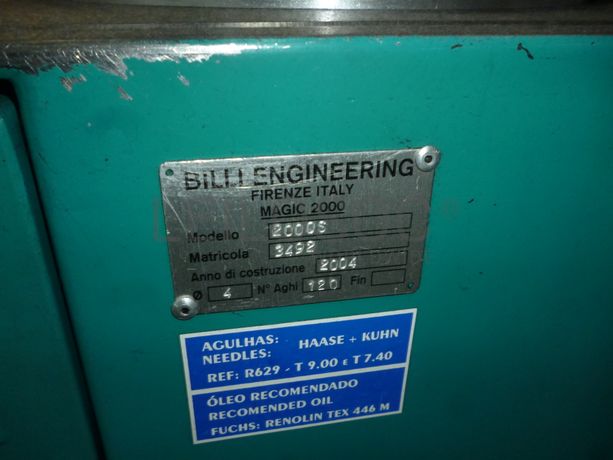 BILLI ENGINEERING
FIRENZE ITALY
MAGIC 2000
Modello 2000S
Matricola 3492
Anno di costruzione 2004
Ø 4 N° Aghi 120 Fin
AGULHAS: HAASE + KUHN
NEEDLES:
REF: R629 - T 9.00 E T 7.40
ÓLEO RECOMENDADO
RECOMENDED OIL
FUCHS: RENOLIN TEX 446 M